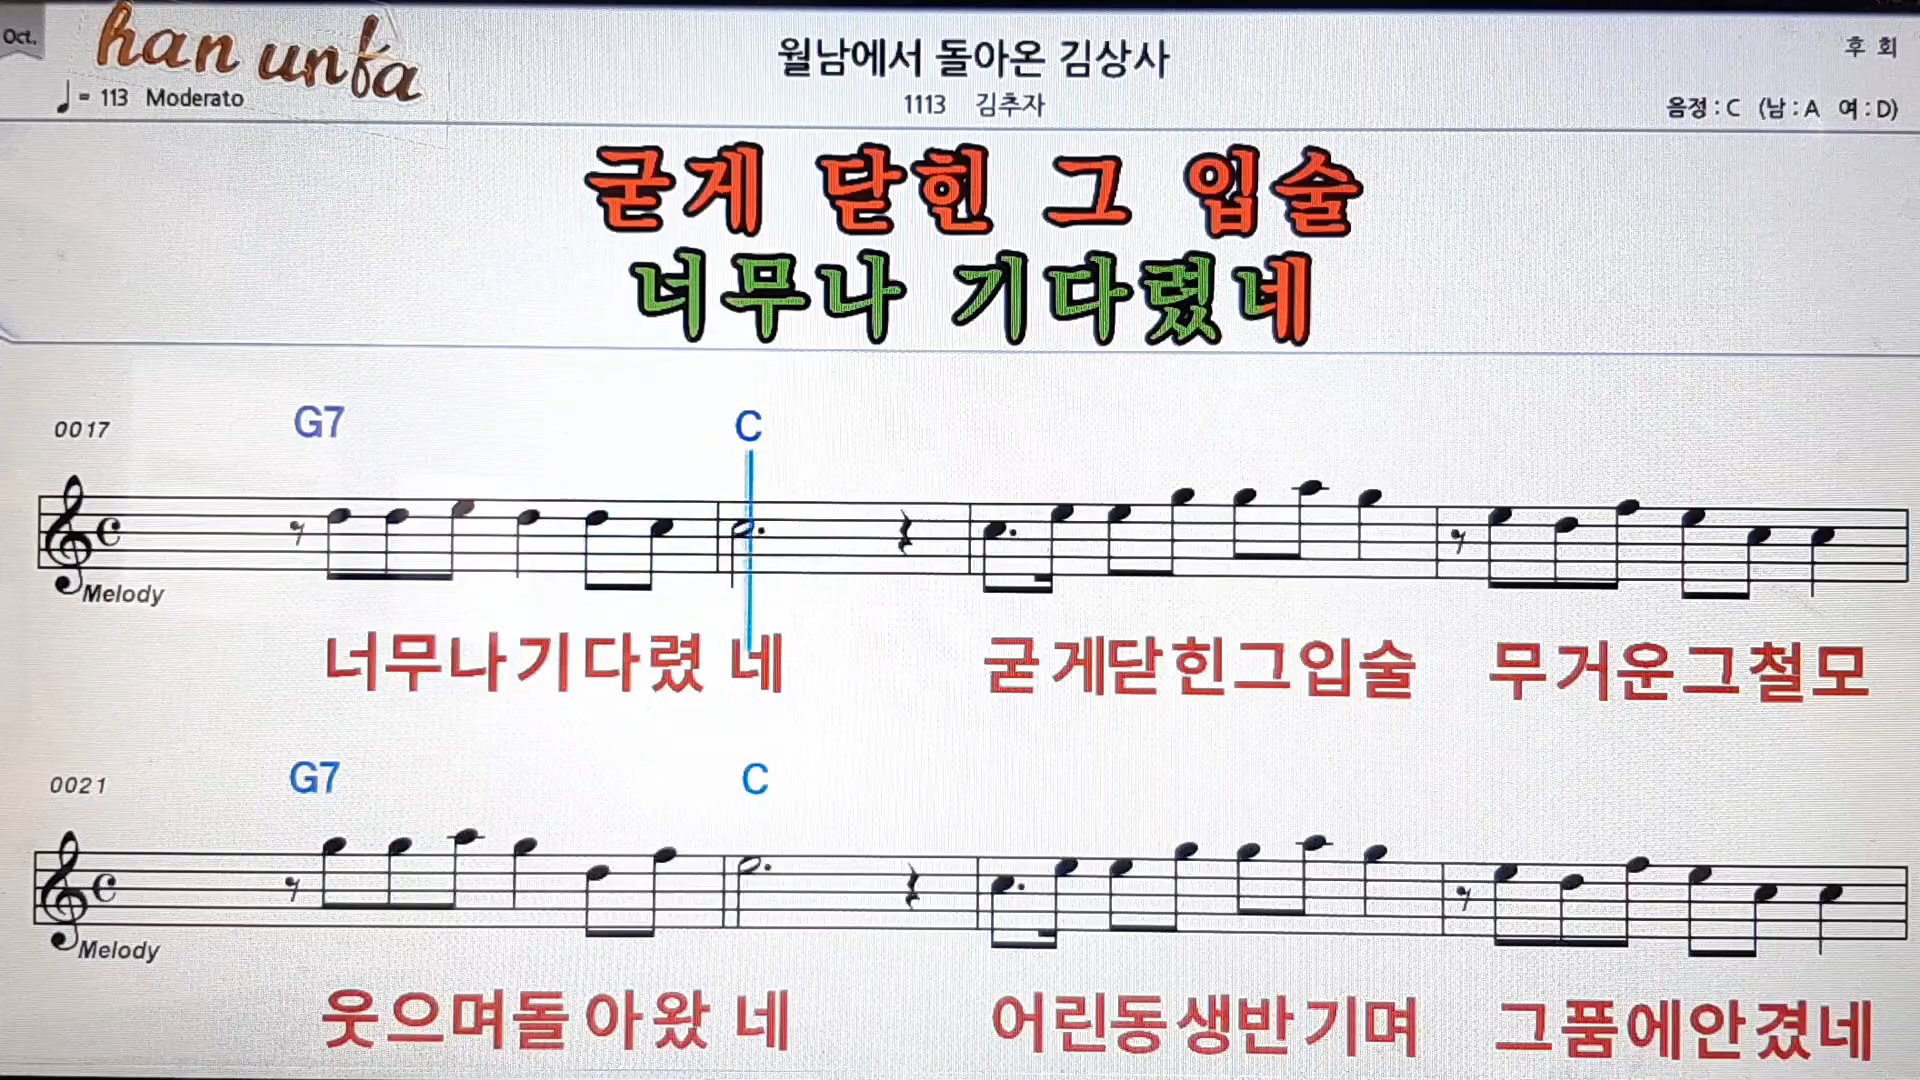 Oct.
han unfa
월남에서 돌아온 김상사
후 회
♩= 113 Moderato
1113 김추자
음정 : C (남 : A 여 : D)
굳게 닫힌 그 입술
너무나 기다렸네
0017 G7 C
Melody
너무나기다렸 네 굳게닫힌그입술 무거운그철모
0021 G7 C
Melody
웃으며돌아왔 네 어린동생반기며 그품에안겼네